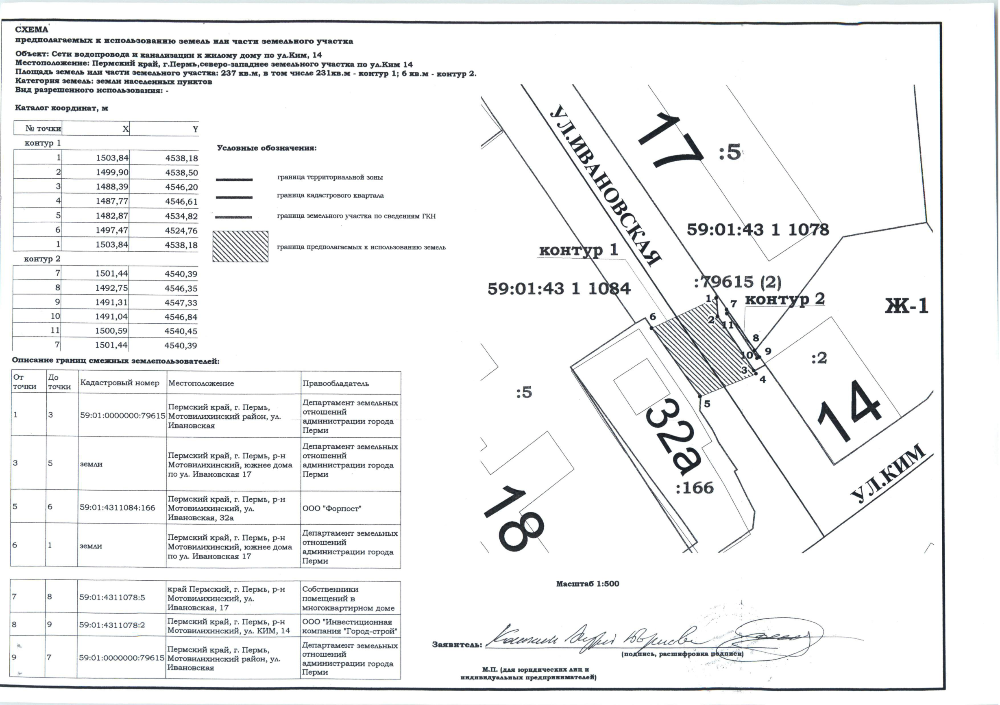 СХЕМА
предполагаемых к использованию земель или части земельного участка
Объект: Сети водопровода и канализации к жилому дому по ул.Ким, 14
Местоположение: Пермский край, г.Пермь,северо-западнее земельного участка по ул.Ким 14
Площадь земель или части земельного участка: 237 кв.м, в том числе 231кв.м - контур 1; 6 кв.м - контур 2.
Категория земель: земли населенных пунктов
Вид разрешенного использования: -
Каталог координат, м
№ точки X Y
контур 1
1 1503,84 4538,18
2 1499,90 4538,50
3 1488,39 4546,20
4 1487,77 4546,61
5 1482,87 4534,82
6 1497,47 4524,76
1 1503,84 4538,18
контур 2
7 1501,44 4540,39
8 1492,75 4546,35
9 1491,31 4547,33
10 1491,04 4546,84
11 1500,59 4540,45
7 1501,44 4540,39
Условные обозначения:
граница территориальной зоны
граница кадастрового квартала
граница земельного участка по сведениям ГКН
граница предполагаемых к использованию земель
Описание границ смежных землепользователей:
От точки
До точки
Кадастровый номер
Местоположение
Правообладатель
1
3
59:01:0000000:79615
Пермский край, г. Пермь,
Мотовилихинский район, ул.
Ивановская
Департамент земельных
отношений
администрации города
Перми
3
5
земли
Пермский край, г. Пермь, р-н
Мотовилихинский, южнее дома
по ул. Ивановская 17
Департамент земельных
отношений
администрации города
Перми
5
6
59:01:4311084:166
Пермский край, г. Пермь, р-н
Мотовилихинский, ул.
Ивановская, 32а
ООО "Форпост"
6
1
земли
Пермский край, г. Пермь, р-н
Мотовилихинский, южнее дома
по ул. Ивановская 17
Департамент земельных
отношений
администрации города
Перми
7
8
59:01:4311078:5
край Пермский, г. Пермь, р-н
Мотовилихинский, ул.
Ивановская, 17
Собственники
помещений в
многоквартирном доме
8
9
59:01:4311078:2
Пермский край, г. Пермь, р-н
Мотовилихинский, ул. КИМ, 14
ООО "Инвестиционная
компания "Город-строй"
9
7
59:01:0000000:79615
Пермский край, г. Пермь,
Мотовилихинский район, ул.
Ивановская
Департамент земельных
отношений
администрации города
Перми
УЛ.ИВАНОВСКАЯ
17
:5
59:01:43 1 1078
контур 1
59:01:43 1 1084
:79615 (2)
контур 2
Ж-1
1
7
6
2
11
8
10
9
3
4
5
:2
:5
14
32а
:166
18
УЛ.КИМ
Масштаб 1:500
Заявитель:
(подпись, расшифровка подписи)
М.П. (для юридических лиц и
индивидуальных предпринимателей)